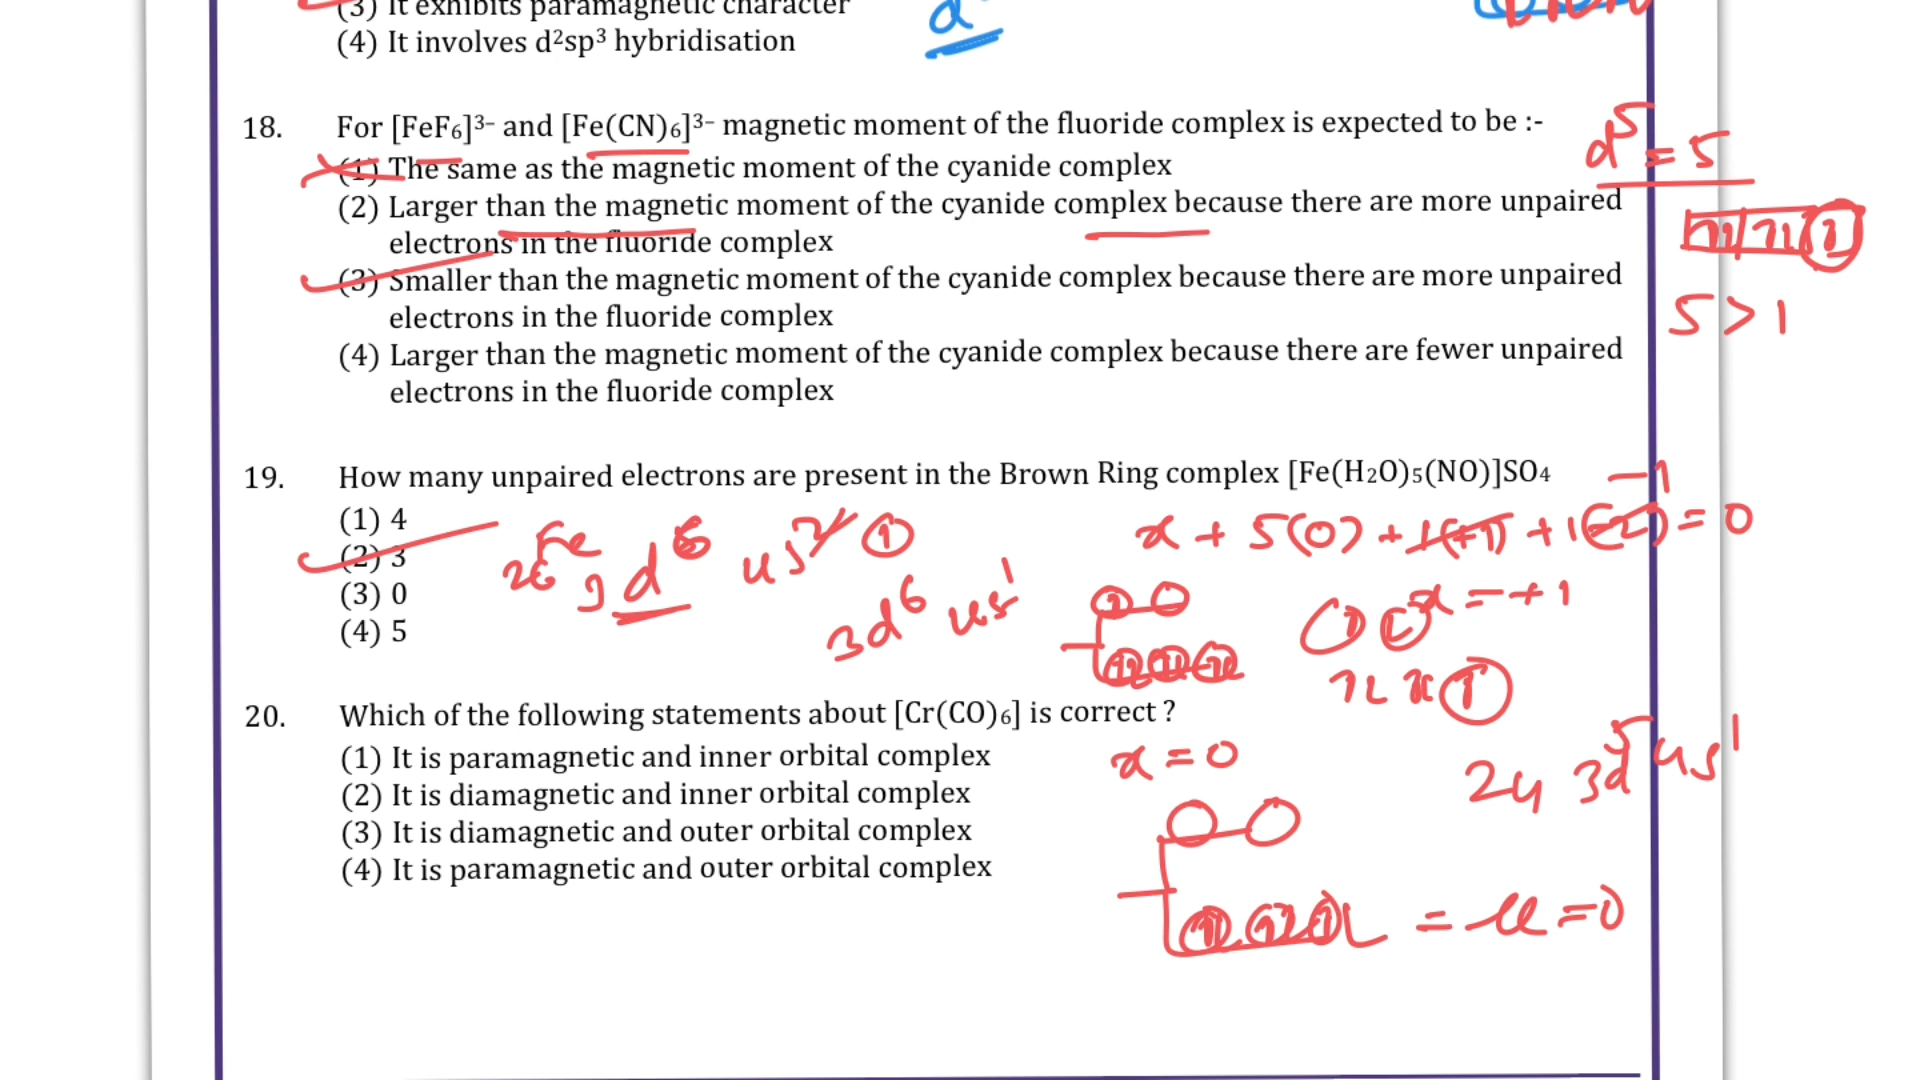 (3) It exhibits paramagnetic character
(4) It involves d²sp³ hybridisation
d
18. For [FeF₆]³⁻ and [Fe(CN)₆]³⁻ magnetic moment of the fluoride complex is expected to be :-
(1) The same as the magnetic moment of the cyanide complex
d⁵ = 5
(2) Larger than the magnetic moment of the cyanide complex because there are more unpaired
electrons in the fluoride complex
(3) Smaller than the magnetic moment of the cyanide complex because there are more unpaired
electrons in the fluoride complex
5 > 1
(4) Larger than the magnetic moment of the cyanide complex because there are fewer unpaired
electrons in the fluoride complex
19. How many unpaired electrons are present in the Brown Ring complex [Fe(H₂O)₅(NO)]SO₄
-1
(1) 4
x + 5(0) + 1(+1) + 1(-2) = 0
(2) 3
26 Fe 3d⁶ 4s² 1
(3) 0
3d⁶ 4s¹
x = +1
(4) 5
20. Which of the following statements about [Cr(CO)₆] is correct ?
(1) It is paramagnetic and inner orbital complex
x = 0
24 3d⁵ 4s¹
(2) It is diamagnetic and inner orbital complex
(3) It is diamagnetic and outer orbital complex
(4) It is paramagnetic and outer orbital complex
= μ = 0